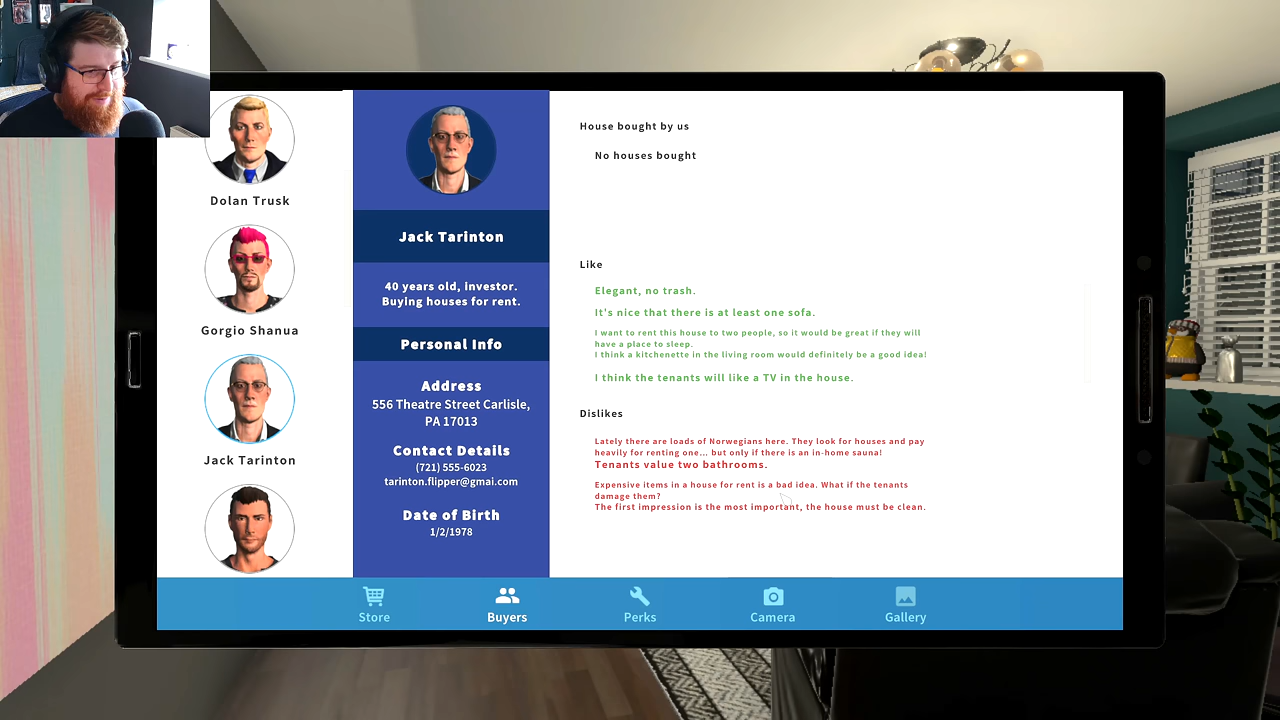 Dolan Trusk
Gorgio Shanua
Jack Tarinton
Jack Tarinton
40 years old, investor.
Buying houses for rent.
Personal Info
Address
556 Theatre Street Carlisle,
PA 17013
Contact Details
(721) 555-6023
tarinton.flipper@gmai.com
Date of Birth
1/2/1978
House bought by us
No houses bought
Like
Elegant, no trash.
It's nice that there is at least one sofa.
I want to rent this house to two people, so it would be great if they will
have a place to sleep.
I think a kitchenette in the living room would definitely be a good idea!
I think the tenants will like a TV in the house.
Dislikes
Lately there are loads of Norwegians here. They look for houses and pay
heavily for renting one... but only if there is an in-home sauna!
Tenants value two bathrooms.
Expensive items in a house for rent is a bad idea. What if the tenants
damage them?
The first impression is the most important, the house must be clean.
Store
Buyers
Perks
Camera
Gallery